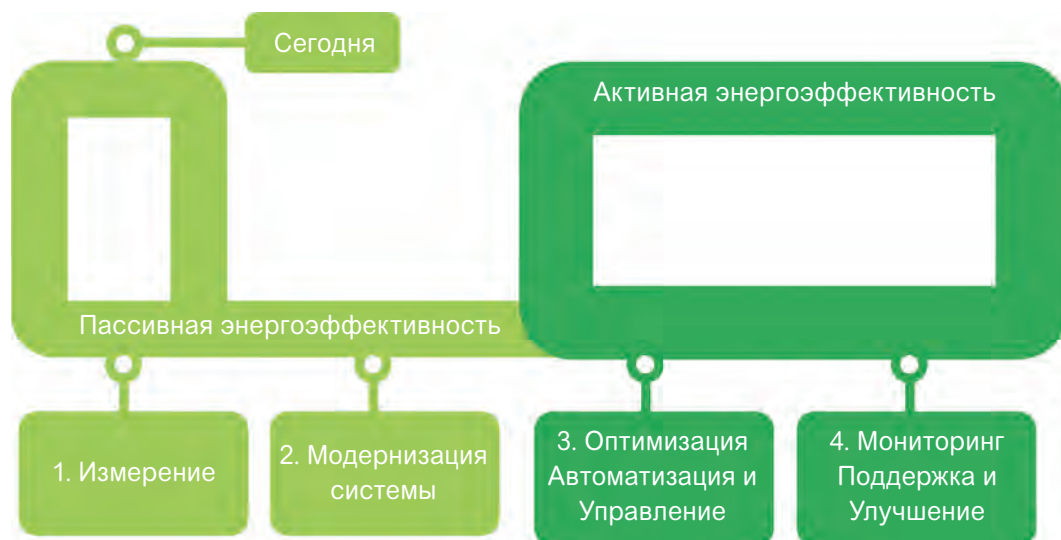 Сегодня
Активная энергоэффективность
Пассивная энергоэффективность
1. Измерение
2. Модернизация
системы
3. Оптимизация
Автоматизация и
Управление
4. Мониторинг
Поддержка и
Улучшение